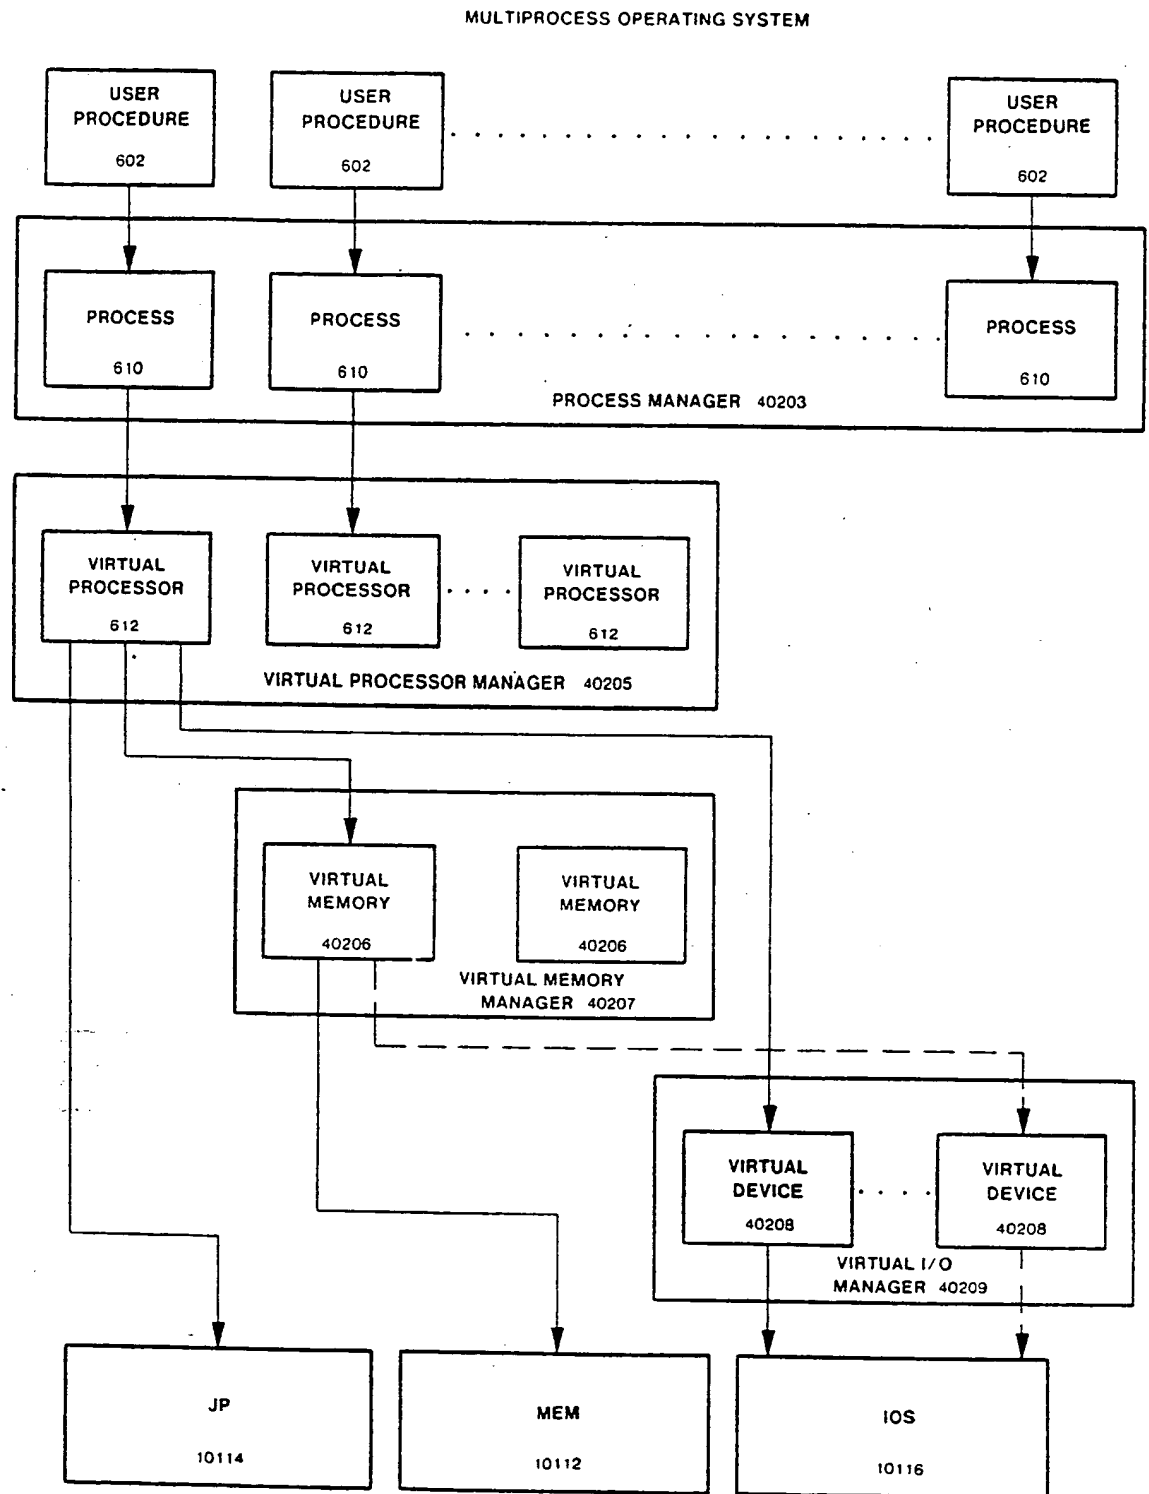 MULTIPROCESS OPERATING SYSTEM
USER
PROCEDURE
602
USER
PROCEDURE
602
USER
PROCEDURE
602
PROCESS
610
PROCESS
610
PROCESS
610
PROCESS MANAGER 40203
VIRTUAL
PROCESSOR
612
VIRTUAL
PROCESSOR
612
VIRTUAL
PROCESSOR
612
VIRTUAL PROCESSOR MANAGER 40205
VIRTUAL
MEMORY
40206
VIRTUAL
MEMORY
40206
VIRTUAL MEMORY
MANAGER 40207
VIRTUAL
DEVICE
40208
VIRTUAL
DEVICE
40208
VIRTUAL I/O
MANAGER 40209
JP
10114
MEM
10112
IOS
10116